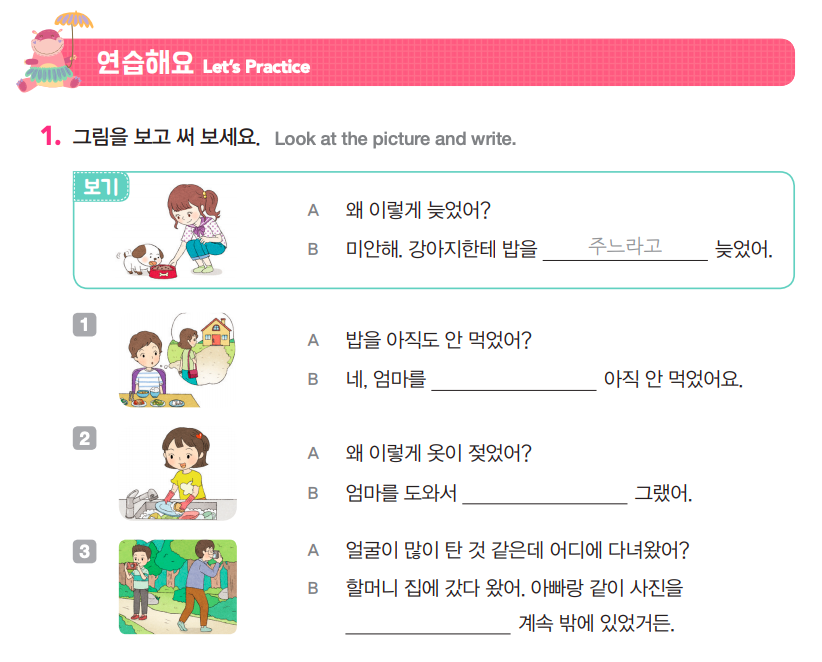 연습해요 Let's Practice
1. 그림을 보고 써 보세요. Look at the picture and write.
보기
A 왜 이렇게 늦었어?
B 미안해. 강아지한테 밥을 주느라고 늦었어.
1
A 밥을 아직도 안 먹었어?
B 네, 엄마를 ____________ 아직 안 먹었어요.
2
A 왜 이렇게 옷이 젖었어?
B 엄마를 도와서 ____________ 그랬어.
3
A 얼굴이 많이 탄 것 같은데 어디에 다녀왔어?
B 할머니 집에 갔다 왔어. 아빠랑 같이 사진을
____________ 계속 밖에 있었거든.